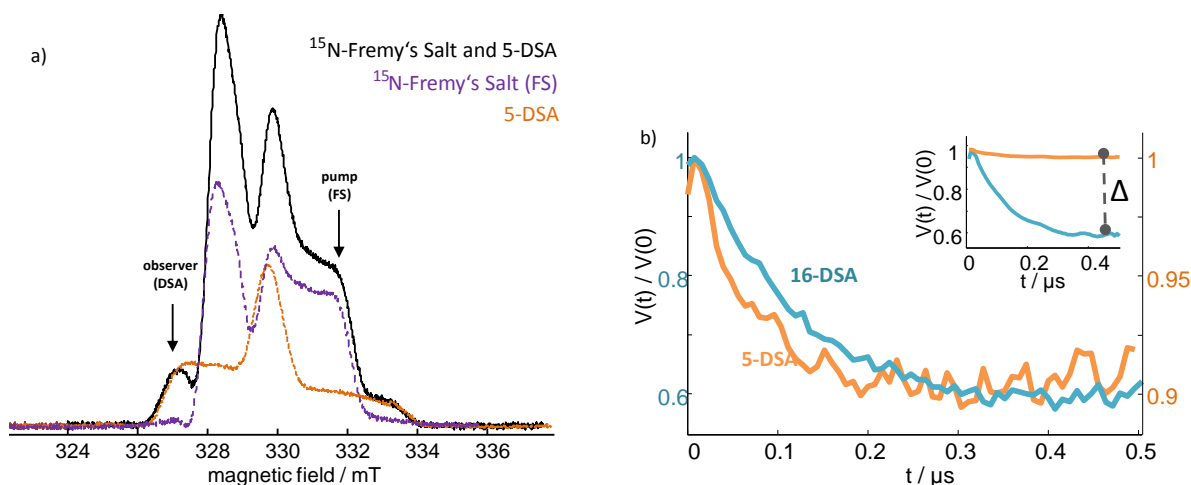 a)
¹⁵N-Fremy‘s Salt and 5-DSA
¹⁵N-Fremy‘s Salt (FS)
5-DSA
observer
(DSA)
pump
(FS)
324 326 328 330 332 334 336
magnetic field / mT
b)
V(t) / V(0)
1
0.8
0.6
16-DSA
5-DSA
0 0.1 0.2 0.3 0.4 0.5
t / µs
1
0.95
0.9
V(t) / V(0)
1
0.8
0.6
Δ
0 0.2 0.4
t / µs